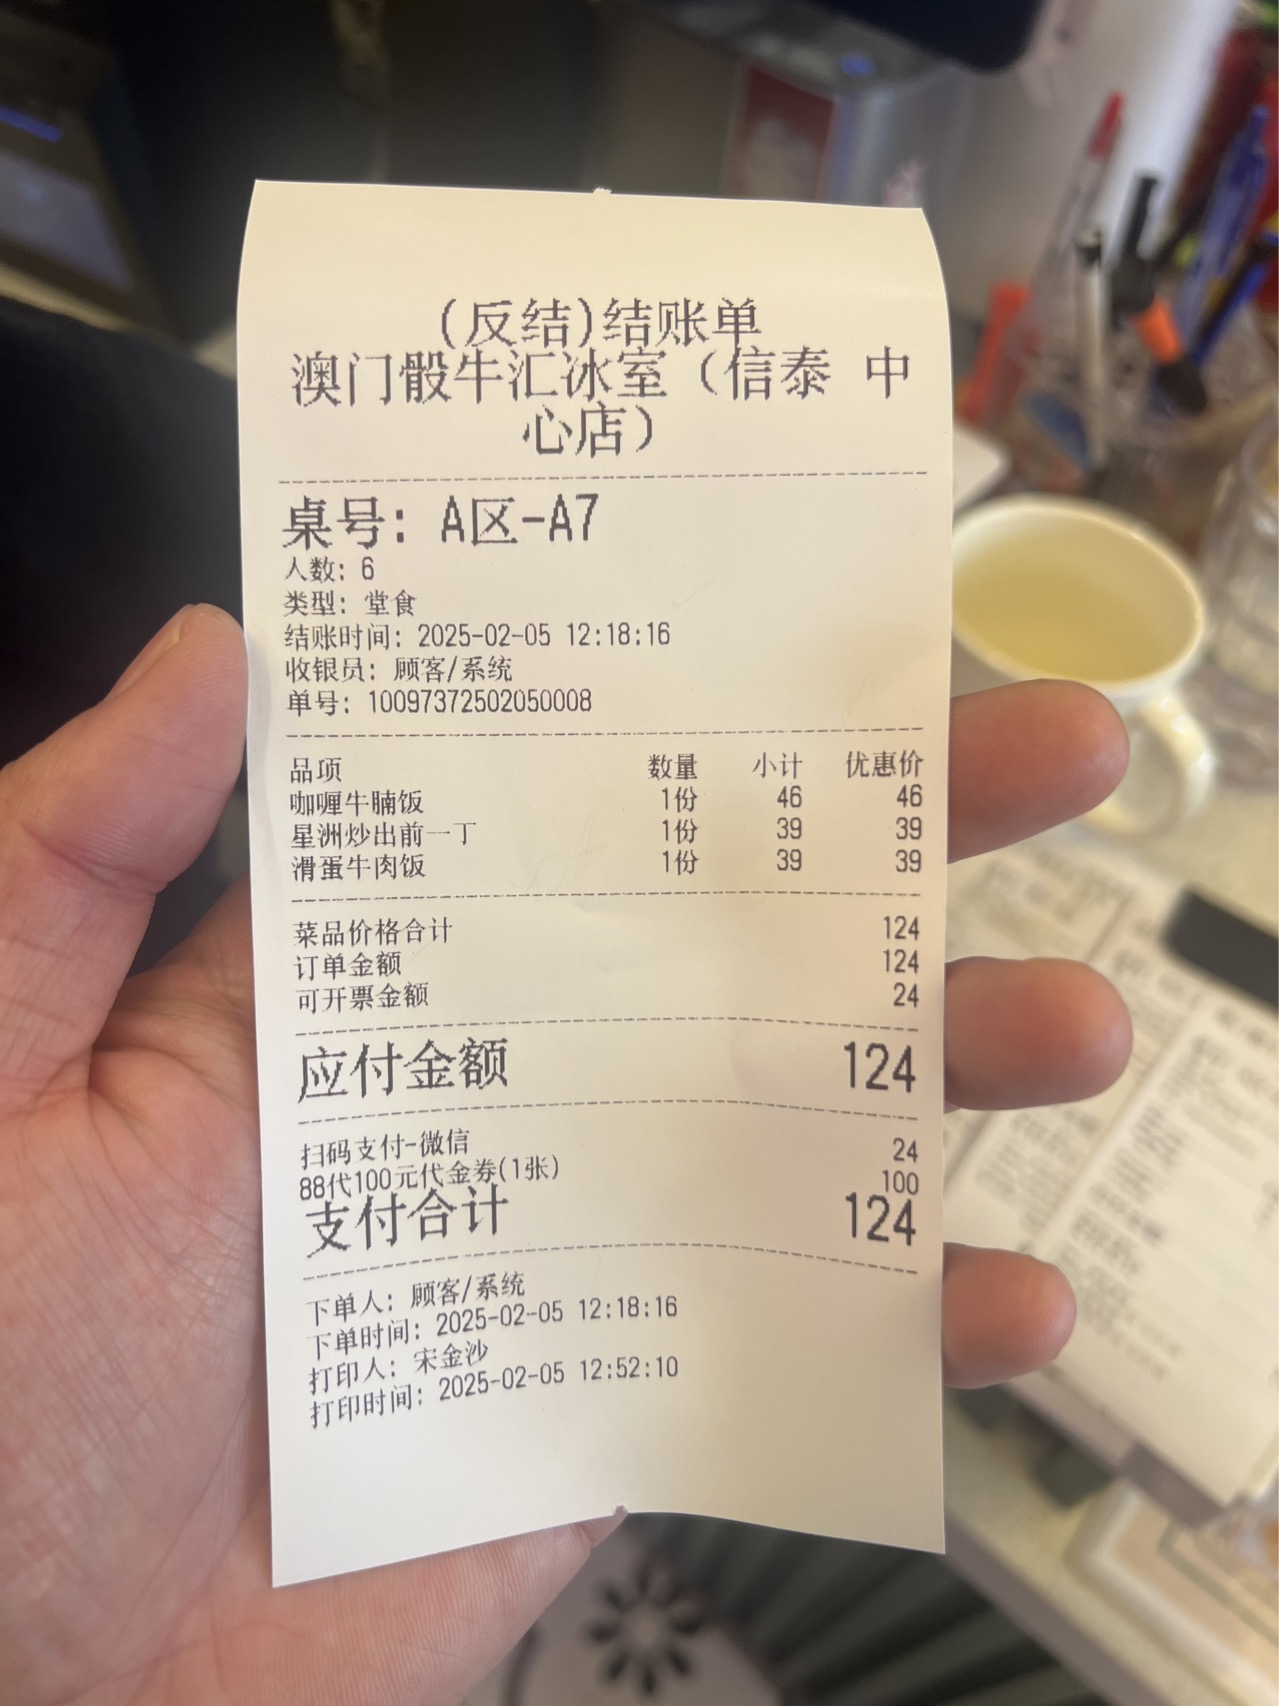 (反结)结账单
澳门骰牛汇冰室（信泰 中
心店）
桌号: A区-A7
人数: 6
类型: 堂食
结账时间: 2025-02-05 12:18:16
收银员: 顾客/系统
单号: 10097372502050008
品项 数量 小计 优惠价
咖喱牛腩饭 1份 46 46
星洲炒出前一丁 1份 39 39
滑蛋牛肉饭 1份 39 39
菜品价格合计 124
订单金额 124
可开票金额 24
应付金额 124
扫码支付-微信 24
88代100元代金券(1张) 100
支付合计 124
下单人: 顾客/系统
下单时间: 2025-02-05 12:18:16
打印人: 宋金沙
打印时间: 2025-02-05 12:52:10